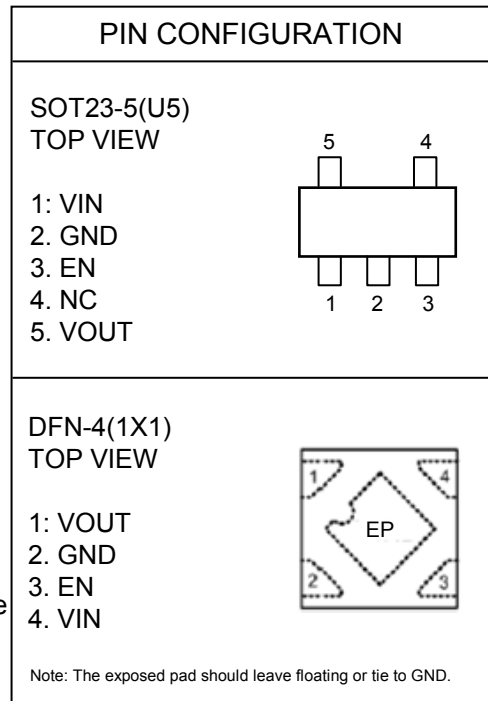 PIN CONFIGURATION
SOT23-5(U5)
TOP VIEW
1: VIN
2. GND
3. EN
4. NC
5. VOUT
5 4
1 2 3
DFN-4(1X1)
TOP VIEW
1: VOUT
2. GND
3. EN
4. VIN
1 4
EP
2 3
e
Note: The exposed pad should leave floating or tie to GND.